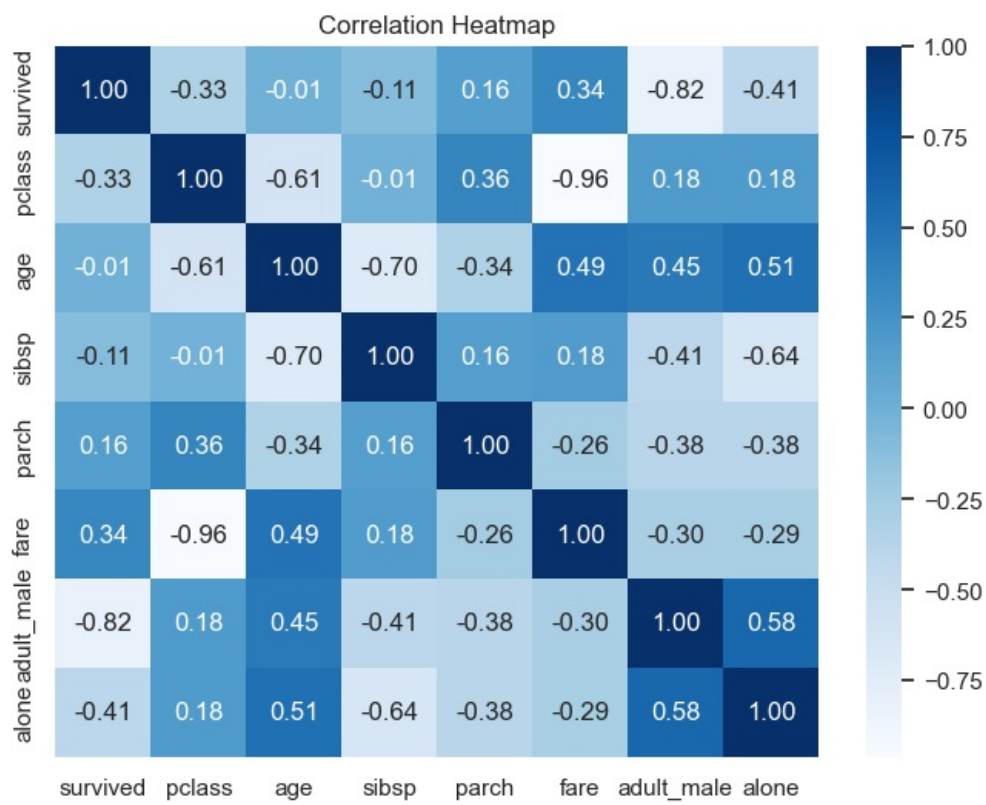 Correlation Heatmap
survived 1.00 -0.33 -0.01 -0.11 0.16 0.34 -0.82 -0.41
pclass -0.33 1.00 -0.61 -0.01 0.36 -0.96 0.18 0.18
age -0.01 -0.61 1.00 -0.70 -0.34 0.49 0.45 0.51
sibsp -0.11 -0.01 -0.70 1.00 0.16 0.18 -0.41 -0.64
parch 0.16 0.36 -0.34 0.16 1.00 -0.26 -0.38 -0.38
fare 0.34 -0.96 0.49 0.18 -0.26 1.00 -0.30 -0.29
adult_male -0.82 0.18 0.45 -0.41 -0.38 -0.30 1.00 0.58
alone -0.41 0.18 0.51 -0.64 -0.38 -0.29 0.58 1.00
survived pclass age sibsp parch fare adult_male alone
1.00
0.75
0.50
0.25
0.00
−0.25
−0.50
−0.75